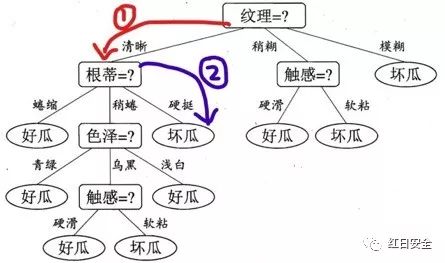 ① 纹理=?
清晰 稍糊 模糊
根蒂=? ② 触感=? 坏瓜
蜷缩 稍蜷 硬挺 硬滑 软粘
好瓜 色泽=? 坏瓜 好瓜 坏瓜
青绿 乌黑 浅白
好瓜 触感=? 好瓜
硬滑 软粘
好瓜 坏瓜
红日安全